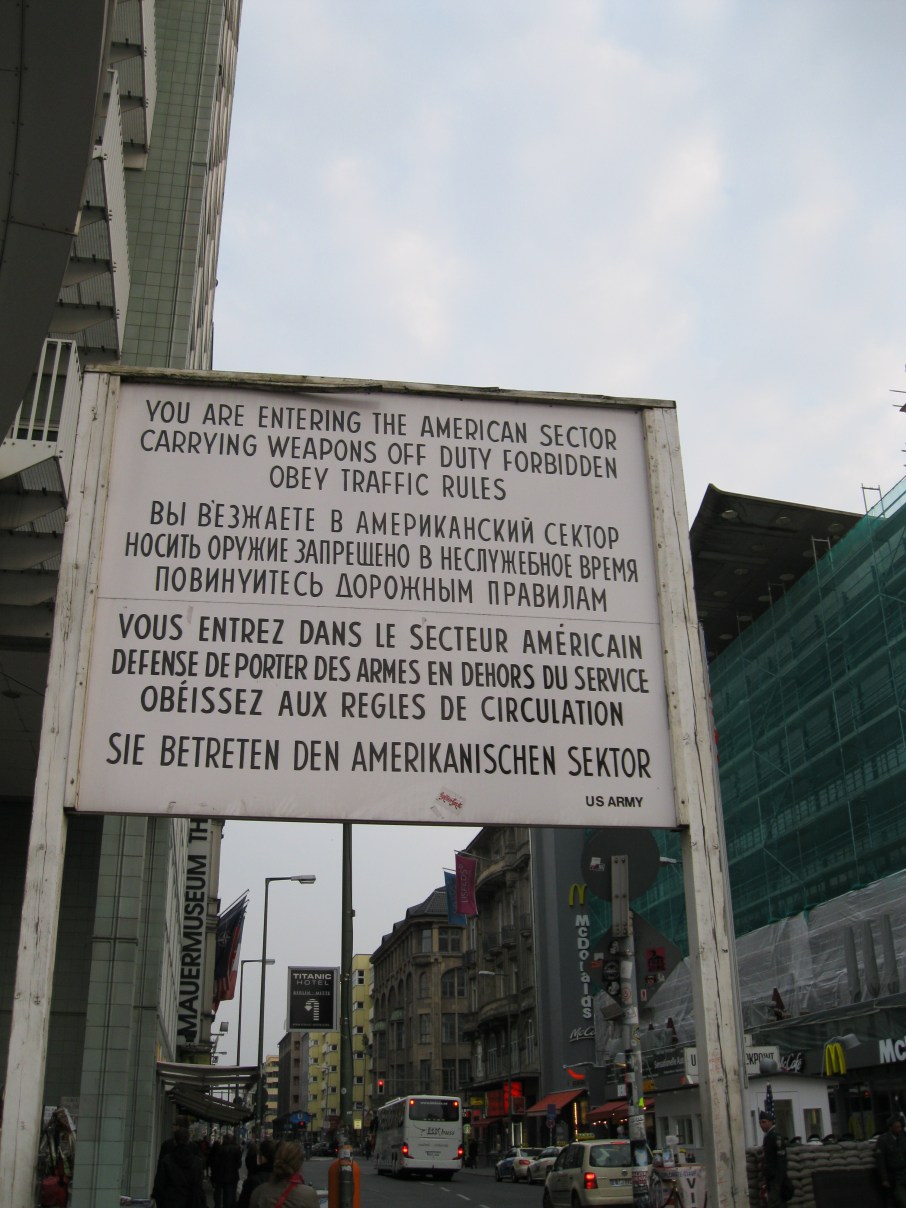 YOU ARE ENTERING THE AMERICAN SECTOR
CARRYING WEAPONS OFF DUTY FORBIDDEN
OBEY TRAFFIC RULES
ВЫ ВЪЕЗЖАЕТЕ В АМЕРИКАНСКИЙ СЕКТОР
НОСИТЬ ОРУЖИЕ ЗАПРЕЩЕНО В НЕСЛУЖЕБНОЕ ВРЕМЯ
ПОВИНУИТЕСЬ ДОРОЖНЫМ ПРАВИЛАМ
VOUS ENTREZ DANS LE SECTEUR AMÉRICAIN
DEFENSE DE PORTER DES ARMES EN DEHORS DU SERVICE
OBÉISSEZ AUX REGLES DE CIRCULATION
SIE BETRETEN DEN AMERIKANISCHEN SEKTOR
US ARMY
MAUERMUSEUM
TITANIC
HOTEL
McDonalds